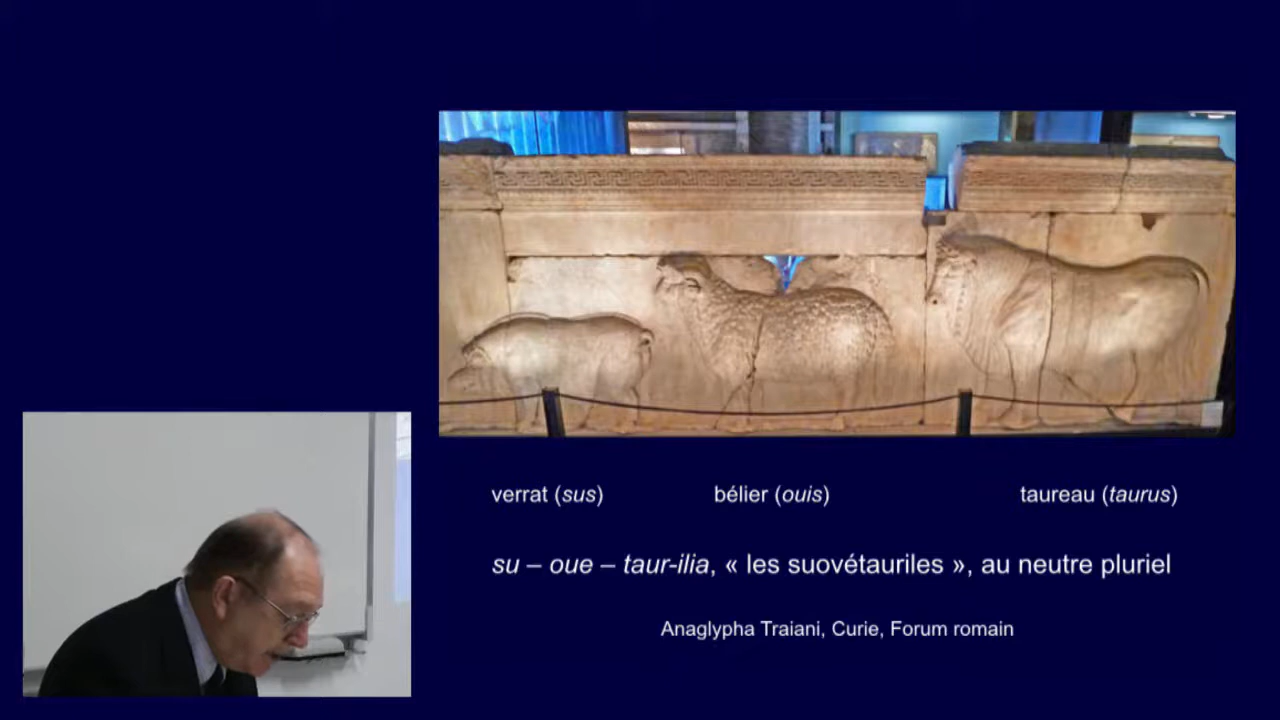 verrat (sus) bélier (ouis) taureau (taurus)
su – oue – taur-ilia, « les suovétauriles », au neutre pluriel
Anaglypha Traiani, Curie, Forum romain